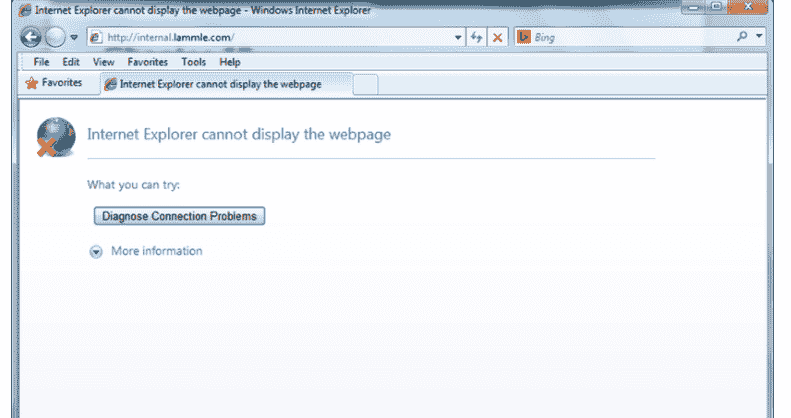 Internet Explorer cannot display the webpage - Windows Internet Explorer
http://internal.lammle.com/
Bing
File Edit View Favorites Tools Help
Favorites
Internet Explorer cannot display the webpage
Internet Explorer cannot display the webpage
What you can try:
Diagnose Connection Problems
More information